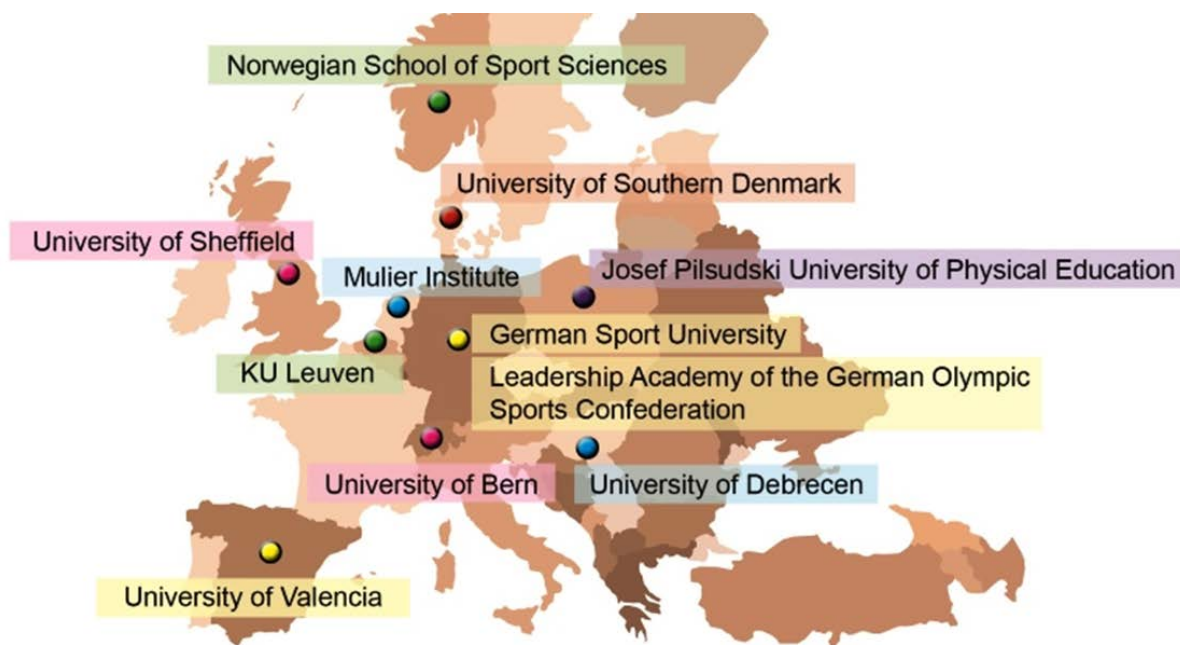 Norwegian School of Sport Sciences
University of Southern Denmark
University of Sheffield
Mulier Institute
Josef Pilsudski University of Physical Education
German Sport University
KU Leuven
Leadership Academy of the German Olympic
Sports Confederation
University of Bern
University of Debrecen
University of Valencia